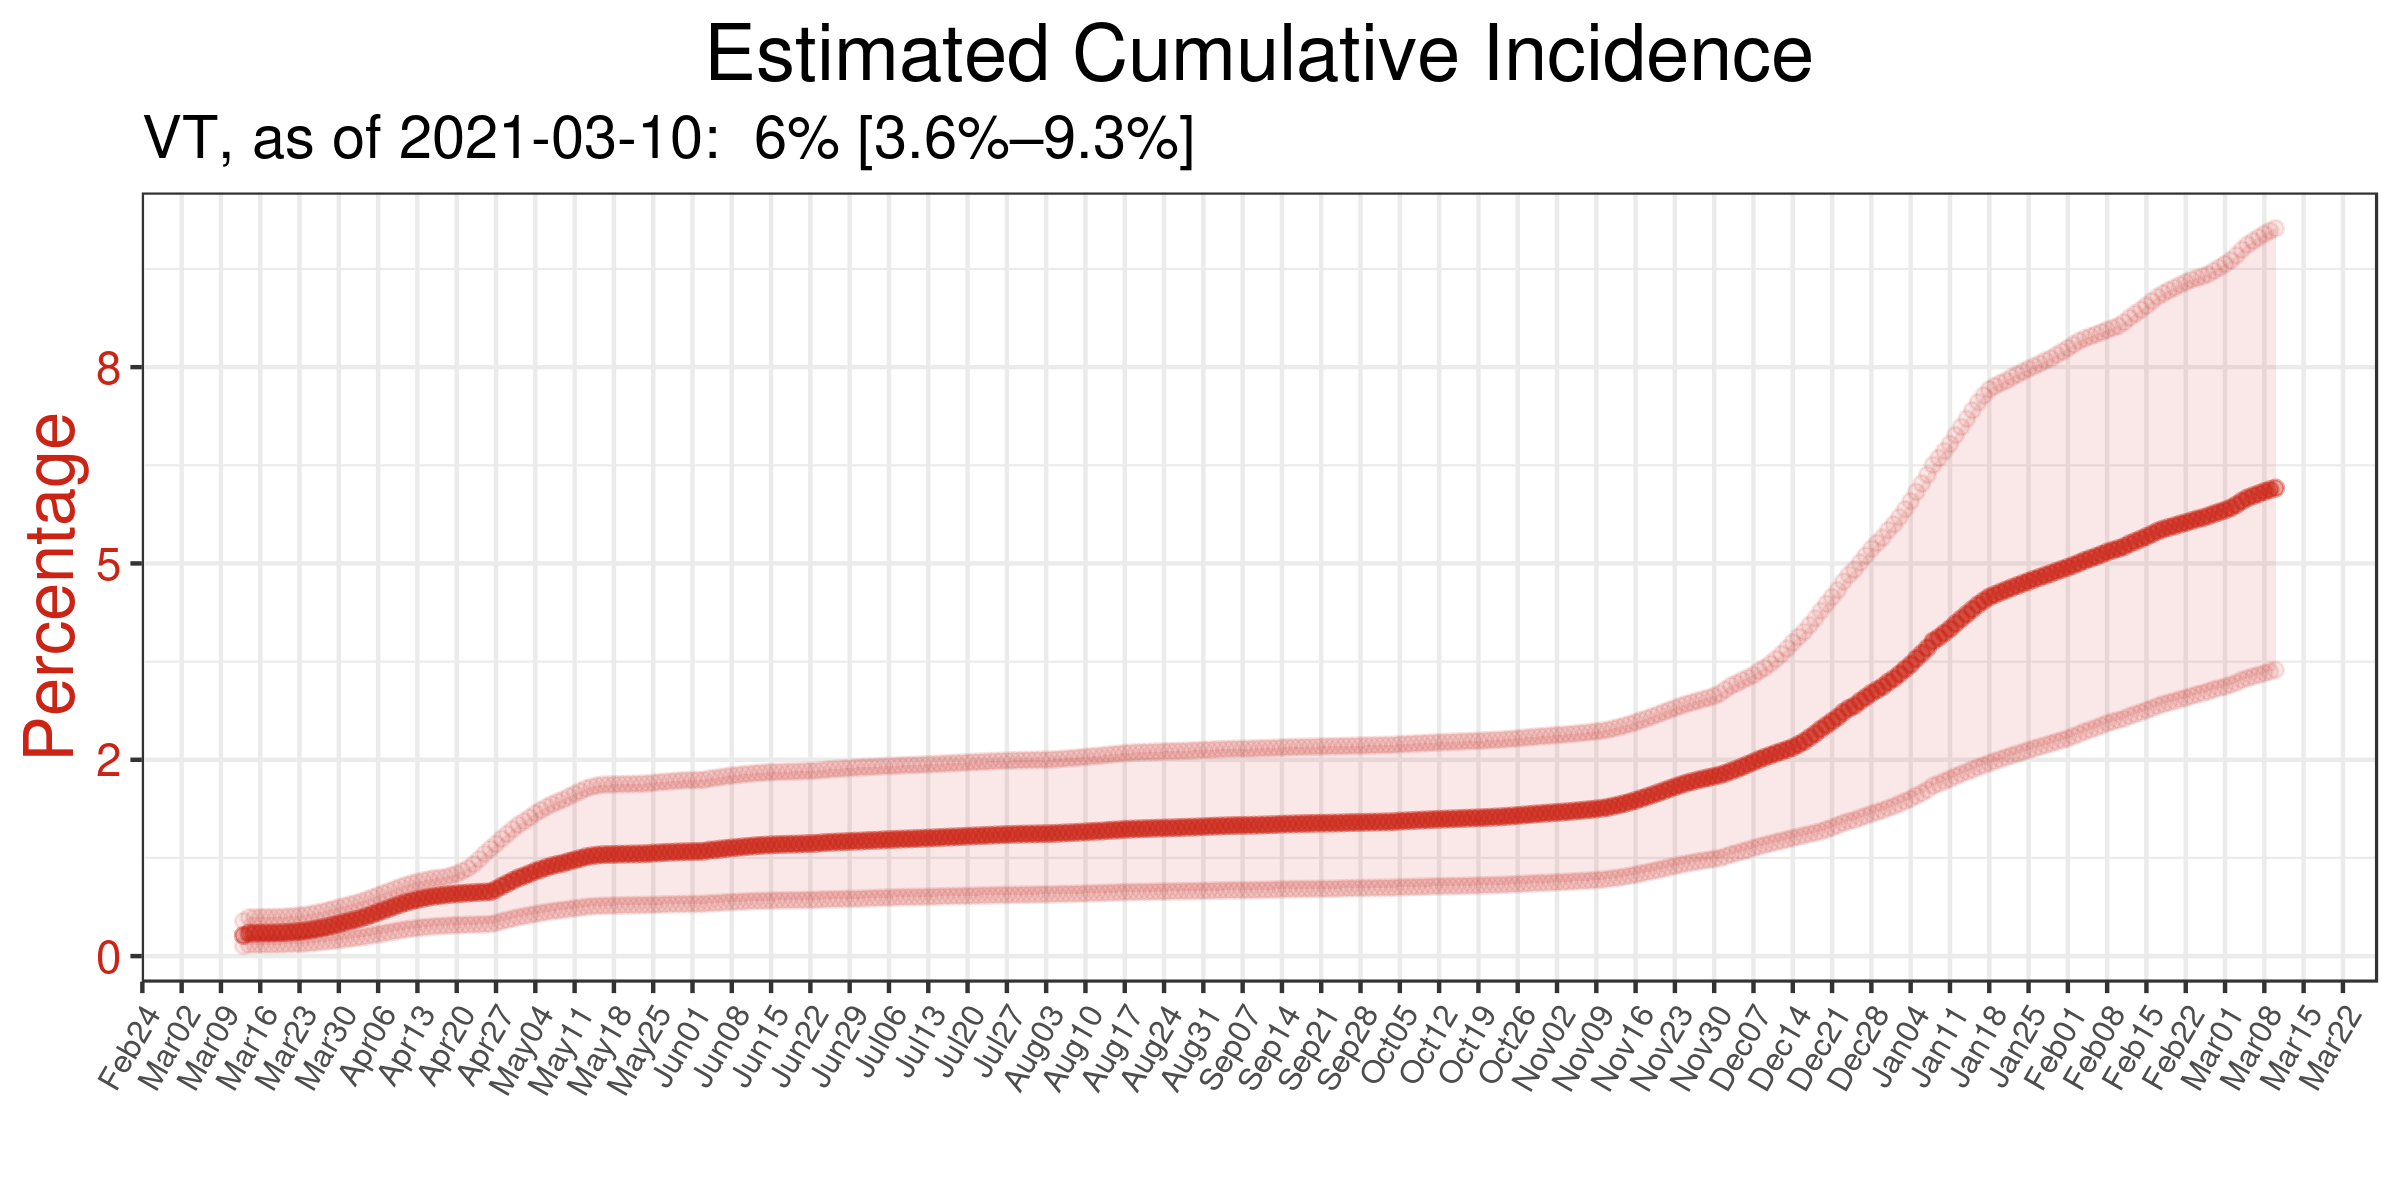 Estimated Cumulative Incidence
VT, as of 2021-03-10:  6% [3.6%–9.3%]
Percentage
8
5
2
0
Feb24
Mar02
Mar09
Mar16
Mar23
Mar30
Apr06
Apr13
Apr20
Apr27
May04
May11
May18
May25
Jun01
Jun08
Jun15
Jun22
Jun29
Jul06
Jul13
Jul20
Jul27
Aug03
Aug10
Aug17
Aug24
Aug31
Sep07
Sep14
Sep21
Sep28
Oct05
Oct12
Oct19
Oct26
Nov02
Nov09
Nov16
Nov23
Nov30
Dec07
Dec14
Dec21
Dec28
Jan04
Jan11
Jan18
Jan25
Feb01
Feb08
Feb15
Feb22
Mar01
Mar08
Mar15
Mar22